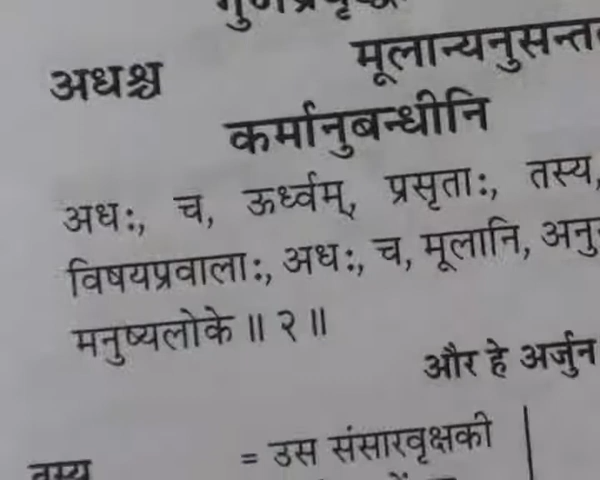 अधश्च मूलान्यनुसन्त
कर्मानुबन्धीनि
अधः, च, ऊर्ध्वम्, प्रसृताः, तस्य,
विषयप्रवालाः, अधः, च, मूलानि, अनु
मनुष्यलोके ॥ २ ॥
और हे अर्जुन
तस्य = उस संसारवृक्षकी